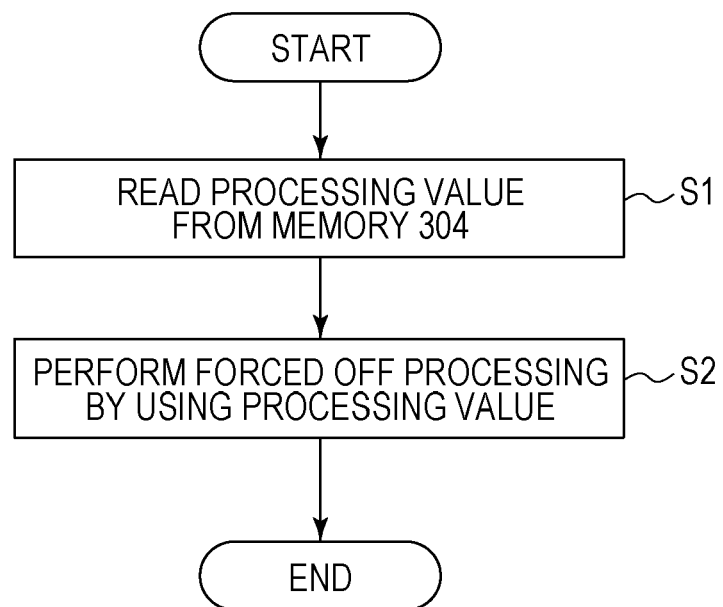 START
READ PROCESSING VALUE
FROM MEMORY 304
S1
PERFORM FORCED OFF PROCESSING
BY USING PROCESSING VALUE
S2
END